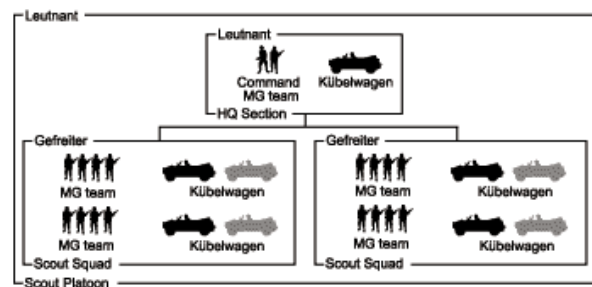 Leutnant
Leutnant
Command
MG team
Kübelwagen
HQ Section
Gefreiter
MG team
Kübelwagen
MG team
Kübelwagen
Scout Squad
Gefreiter
MG team
Kübelwagen
MG team
Kübelwagen
Scout Squad
Scout Platoon